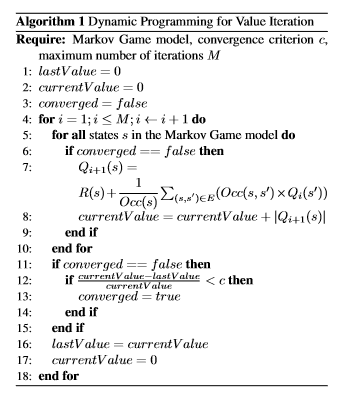 Algorithm 1 Dynamic Programming for Value Iteration
Require: Markov Game model, convergence criterion c,
maximum number of iterations M
1: lastValue = 0
2: currentValue = 0
3: converged = false
4: for i = 1; i ≤ M; i ← i + 1 do
5: for all states s in the Markov Game model do
6: if converged == false then
7: Q_{i+1}(s) =
R(s) + \frac{1}{Occ(s)} ∑_{(s,s')∈E} (Occ(s, s') × Q_i(s'))
8: currentValue = currentValue + |Q_{i+1}(s)|
9: end if
10: end for
11: if converged == false then
12: if \frac{currentValue−lastValue}{currentValue} < c then
13: converged = true
14: end if
15: end if
16: lastValue = currentValue
17: currentValue = 0
18: end for